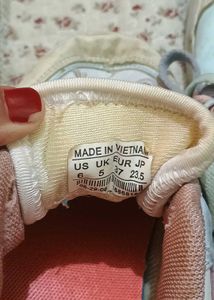 MADE IN VIETNAM
US UK EUR JP
6 5 37 23.5